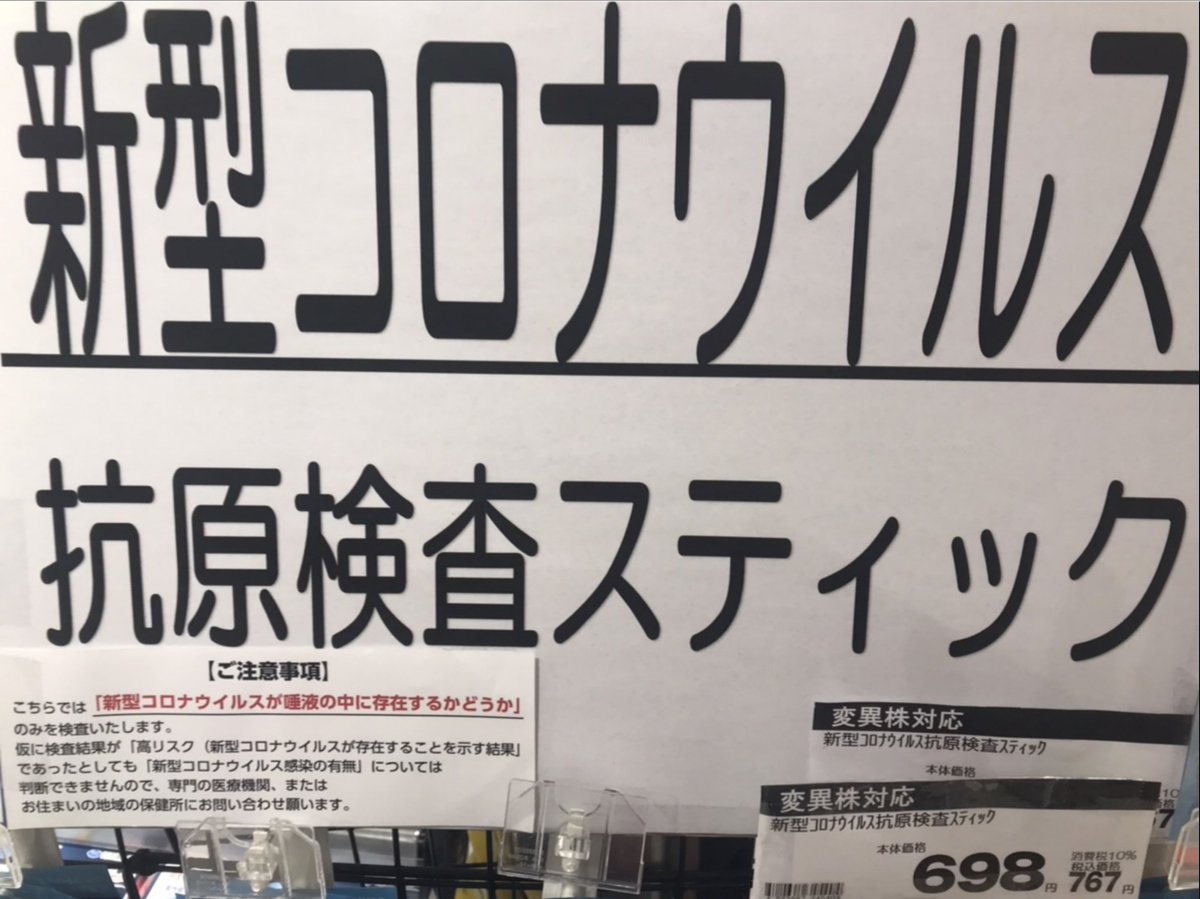 新型コロナウイルス
抗原検査スティック
【ご注意事項】
こちらでは「新型コロナウイルスが唾液の中に存在するかどうか」
のみを検査いたします。
仮に検査結果が「高リスク（新型コロナウイルスが存在することを示す結果」
であったとしても「新型コロナウイルス感染の有無」については
判断できませんので、専門の医療機関、または
お住まいの地域の保健所にお問い合わせ願います。
変異株対応
新型コロナウイルス抗原検査スティック
本体価格
変異株対応
新型コロナウイルス抗原検査スティック
本体価格
698円
消費税10%
税込価格
767円